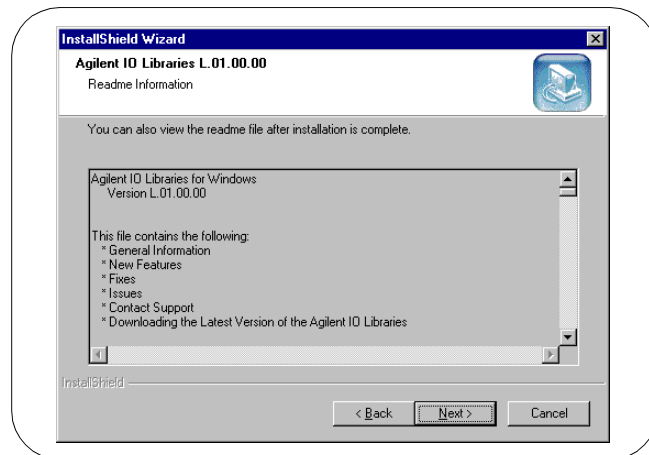 InstallShield Wizard
Agilent IO Libraries L.01.00.00
Readme Information
You can also view the readme file after installation is complete.
Agilent IO Libraries for Windows
Version L.01.00.00
This file contains the following:
* General Information
* New Features
* Fixes
* Issues
* Contact Support
* Downloading the Latest Version of the Agilent IO Libraries
InstallShield
< Back
Next >
Cancel